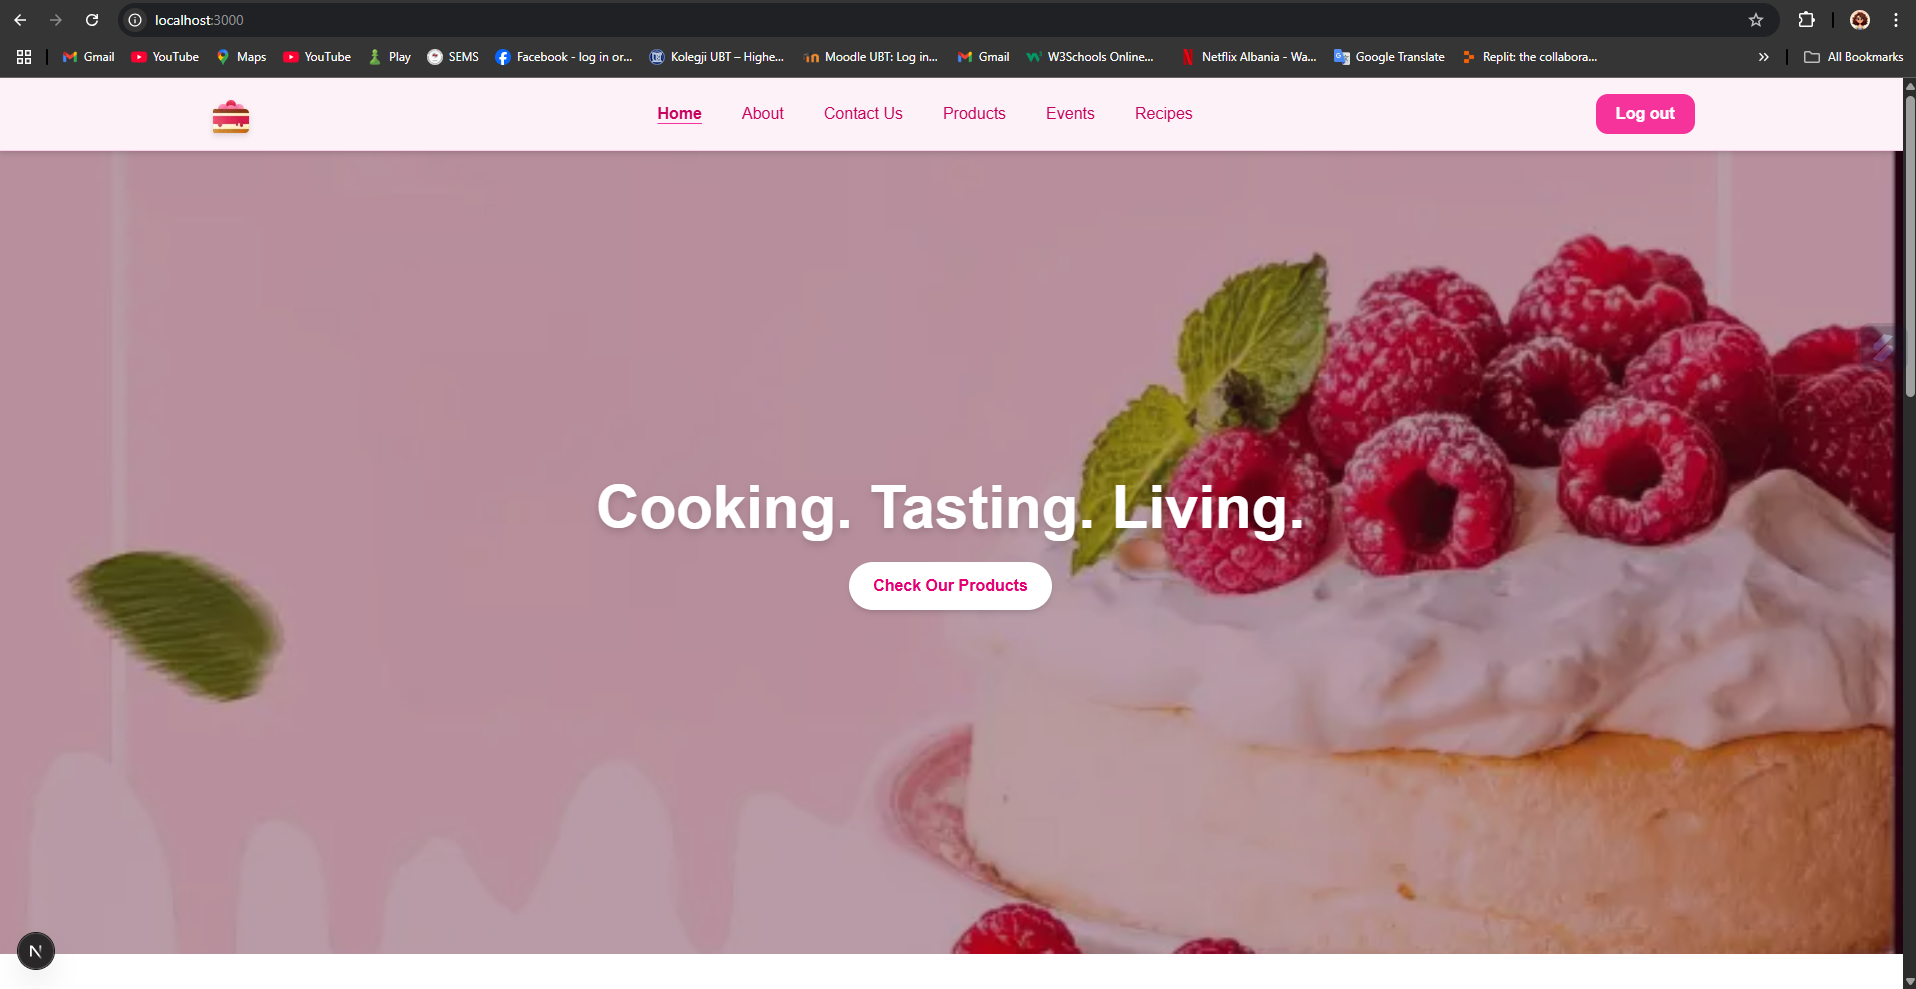 localhost:3000
Gmail YouTube Maps YouTube Play SEMS Facebook - log in or... Kolegji UBT – Highe... Moodle UBT: Log in... Gmail W3Schools Online... Netflix Albania - Wa... Google Translate Replit: the collabora... » All Bookmarks
Home About Contact Us Products Events Recipes Log out
Cooking. Tasting. Living.
Check Our Products
N